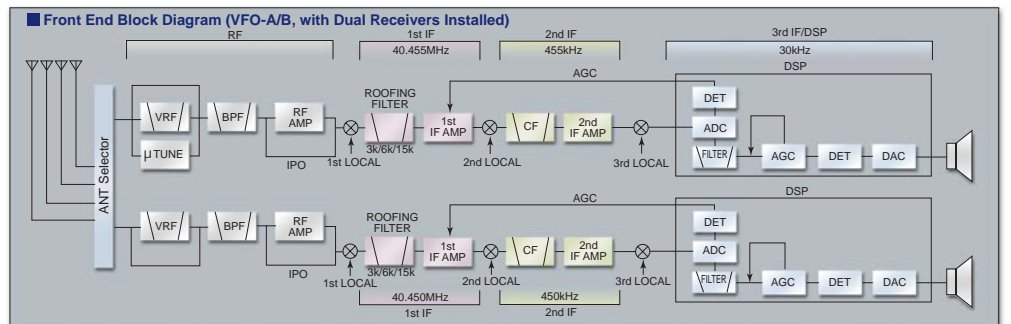 Front End Block Diagram (VFO-A/B, with Dual Receivers Installed)
RF
1st IF
40.455MHz
2nd IF
455kHz
3rd IF/DSP
30kHz
DSP
AGC
ANT Selector
VRF
μTUNE
BPF
RF
AMP
IPO
1st LOCAL
ROOFING
FILTER
3k/6k/15k
1st
IF AMP
2nd LOCAL
CF
2nd
IF AMP
3rd LOCAL
DET
ADC
FILTER
AGC
DET
DAC
DSP
AGC
VRF
BPF
RF
AMP
IPO
1st LOCAL
ROOFING
FILTER
3k/6k/15k
1st
IF AMP
2nd LOCAL
CF
2nd
IF AMP
3rd LOCAL
DET
ADC
FILTER
AGC
DET
DAC
40.450MHz
1st IF
450kHz
2nd IF